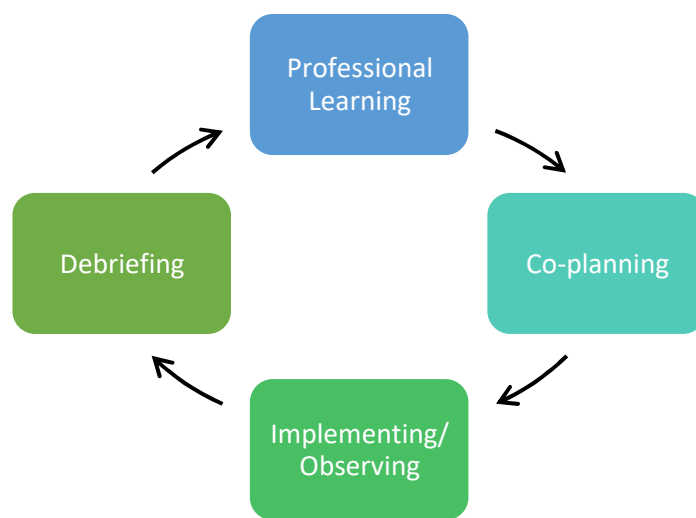 Professional
Learning
Co-planning
Implementing/
Observing
Debriefing